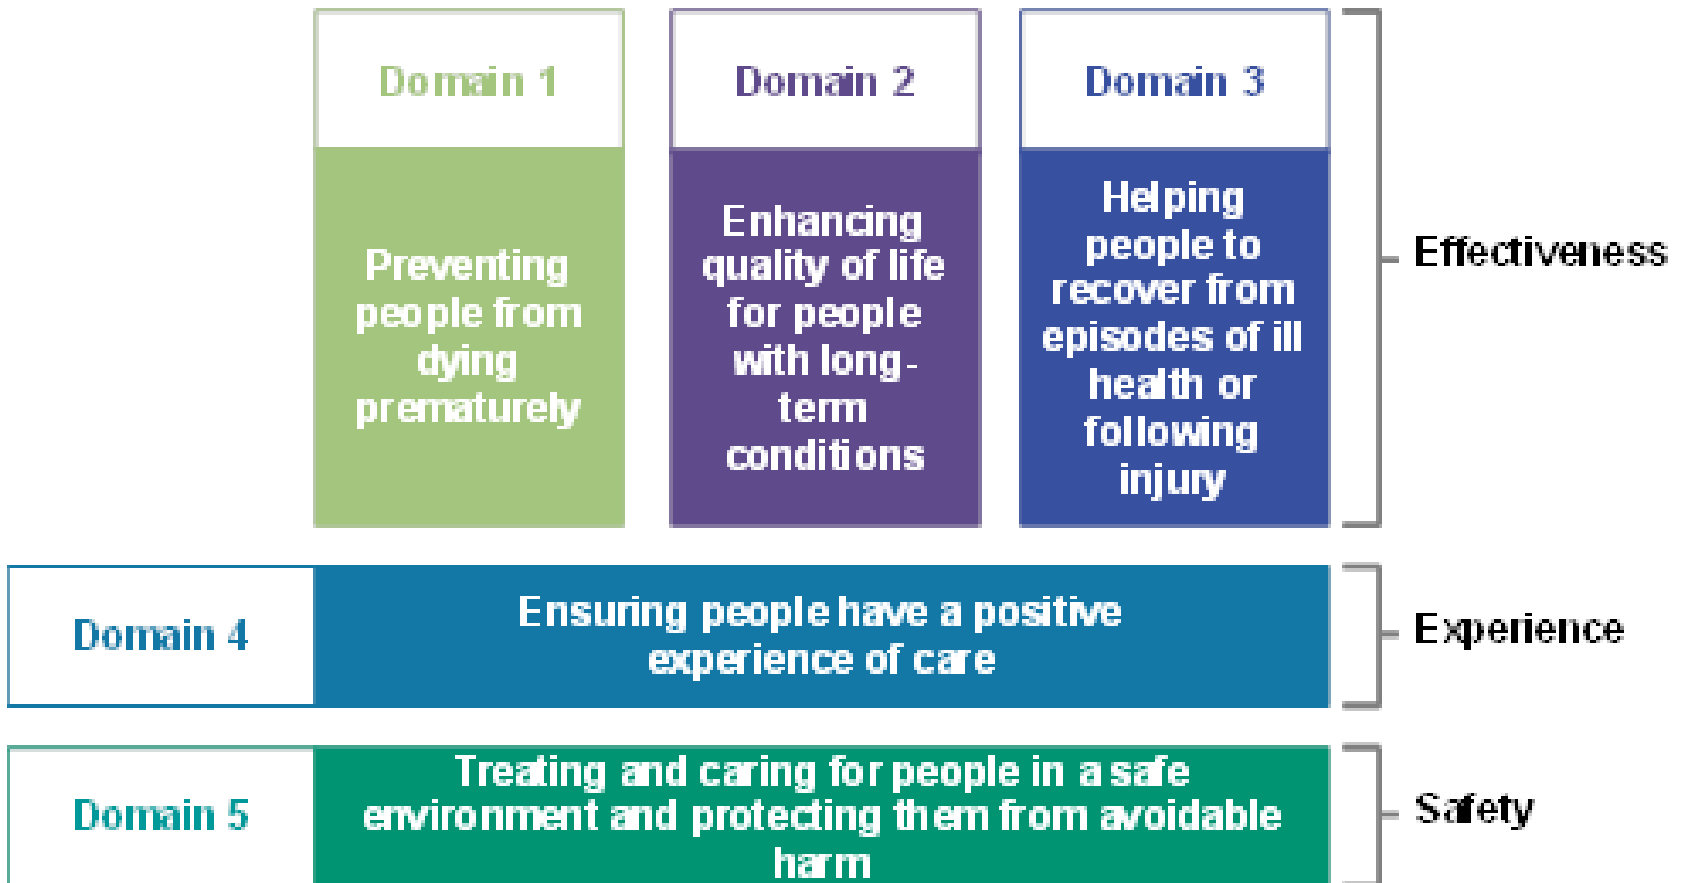 Domain 1
Preventing
people from
dying
prematurely
Domain 2
Enhancing
quality of life
for people
with long-
term
conditions
Domain 3
Helping
people to
recover from
episodes of ill
health or
following
injury
Effectiveness
Domain 4
Ensuring people have a positive
experience of care
Experience
Domain 5
Treating and caring for people in a safe
environment and protecting them from avoidable
harm
Safety